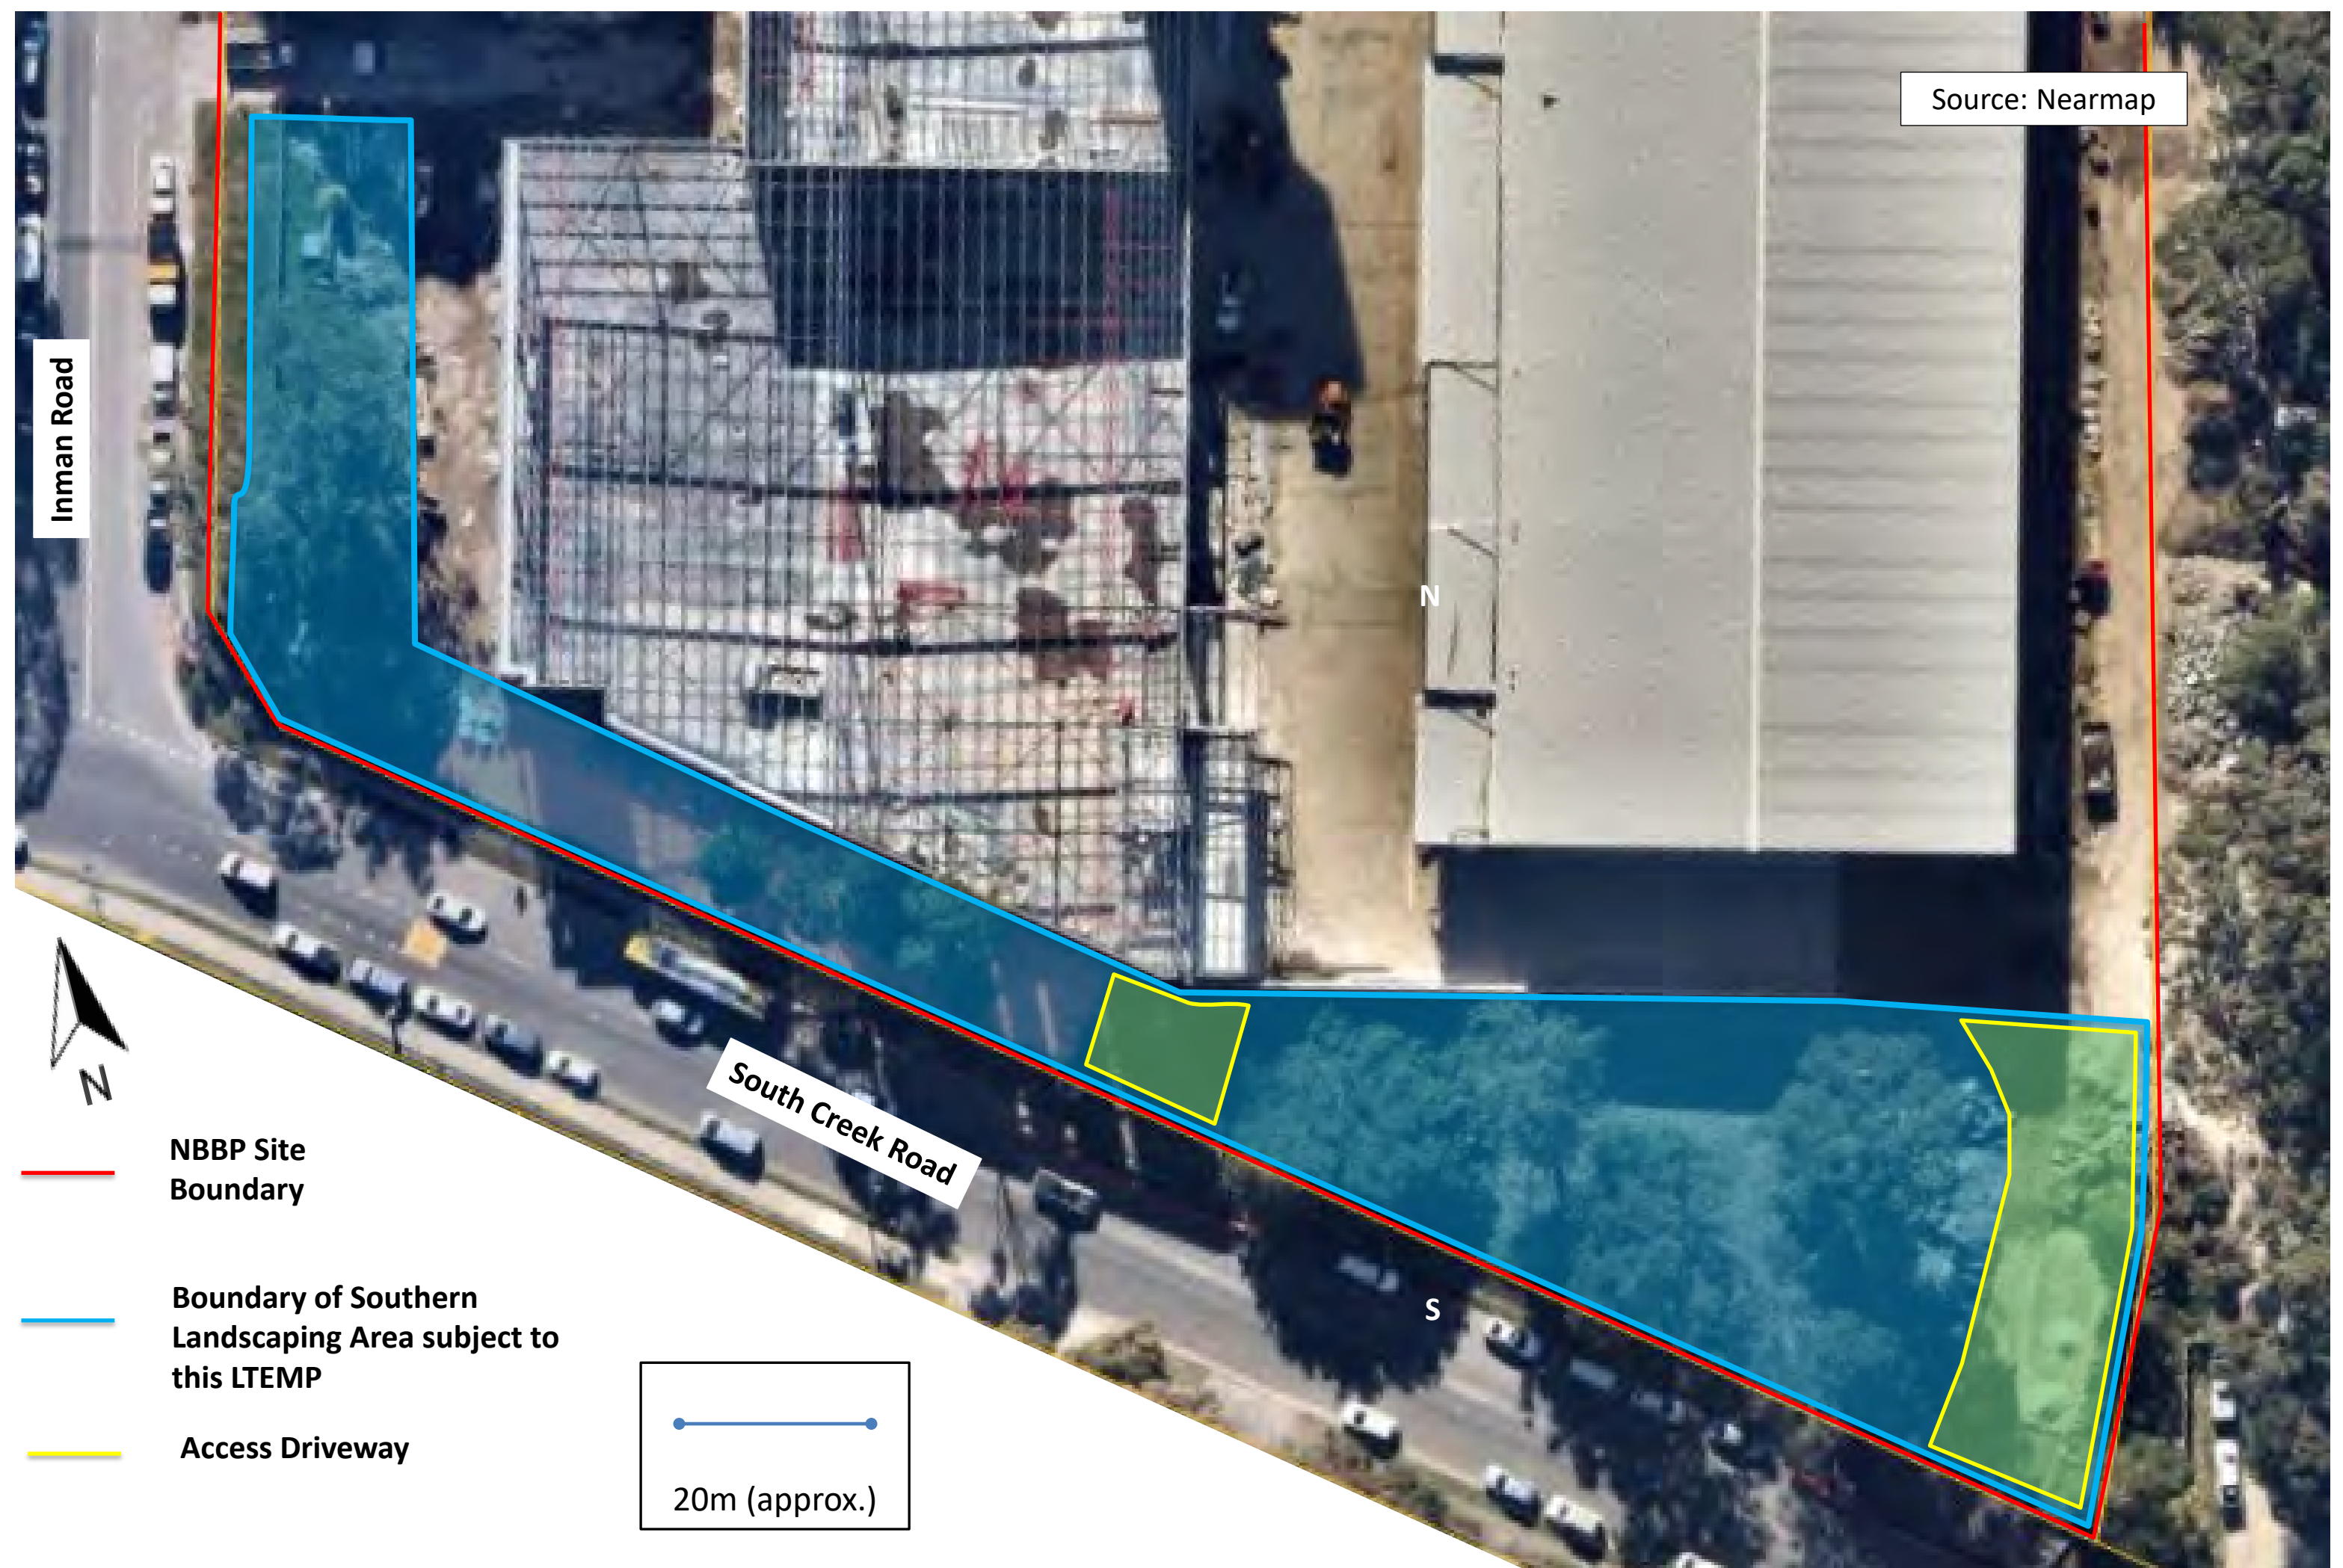 Source: Nearmap
Inman Road
N
South Creek Road
S
N
NBBP Site
Boundary
Boundary of Southern
Landscaping Area subject to
this LTEMP
Access Driveway
20m (approx.)